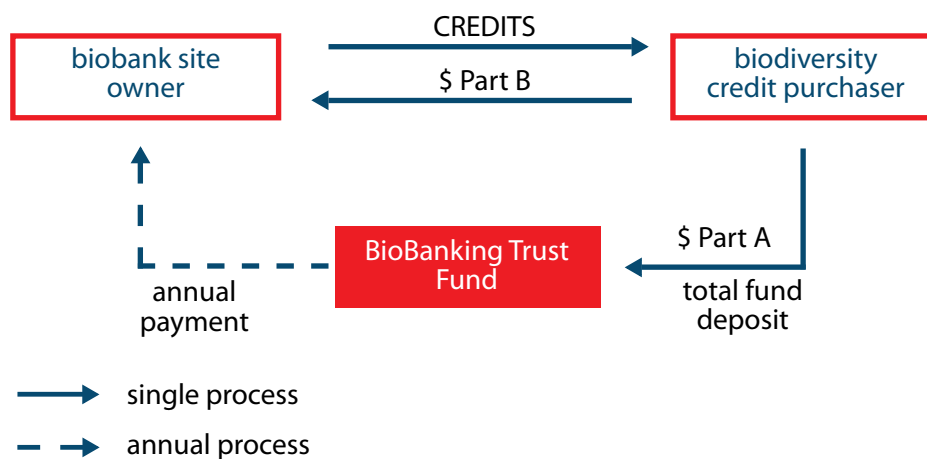 CREDITS
biobank site
owner
$ Part B
biodiversity
credit purchaser
BioBanking Trust
Fund
$ Part A
total fund
deposit
annual
payment
single process
annual process